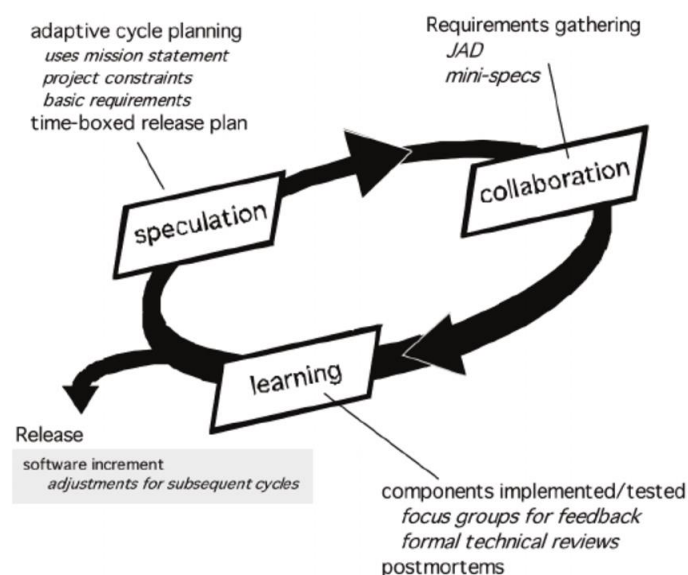 adaptive cycle planning
uses mission statement
project constraints
basic requirements
time-boxed release plan
Requirements gathering
JAD
mini-specs
speculation
collaboration
learning
Release
software increment
adjustments for subsequent cycles
components implemented/tested
focus groups for feedback
formal technical reviews
postmortems